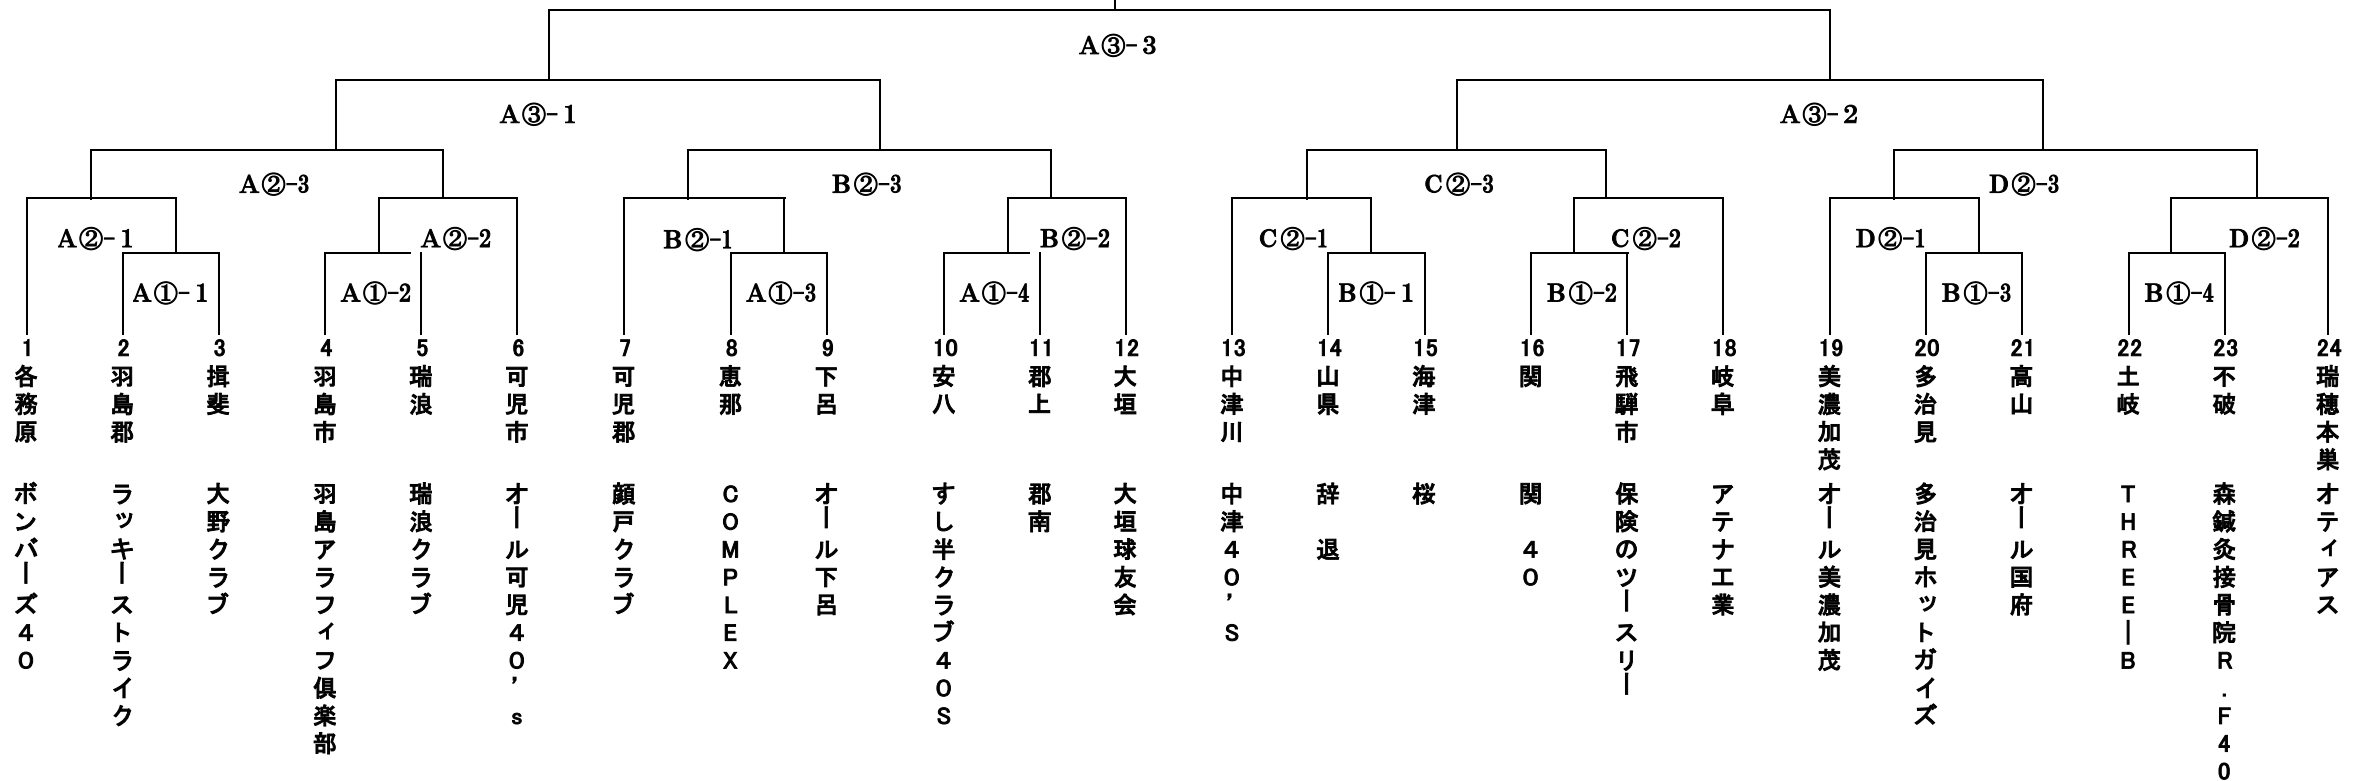 A③-3
A③-1
A③-2
A②-3
B②-3
C②-3
D②-3
A②-1
A②-2
B②-1
B②-2
C②-1
C②-2
D②-1
D②-2
A①-1
A①-2
A①-3
A①-4
B①-1
B①-2
B①-3
B①-4
1 各務原 ボンバーズ40
2 羽島郡 ラッキーストライク
3 揖斐 大野クラブ
4 羽島市 羽島アラフィフ倶楽部
5 瑞浪 瑞浪クラブ
6 可児市 オール可児40's
7 可児郡 顔戸クラブ
8 恵那 COMPLEX
9 下呂 オール下呂
10 安八 すし半クラブ40S
11 郡上 郡南
12 大垣 大垣球友会
13 中津川 中津40'S
14 山県 辞退
15 海津 桜
16 関 関 40
17 飛騨市 保険のツースリー
18 岐阜 アテナ工業
19 美濃加茂 オール美濃加茂
20 多治見 多治見ホットガイズ
21 高山 オール国府
22 土岐 THREE―B
23 不破 森鍼灸接骨院R.F40
24 瑞穂本巣 オティアス